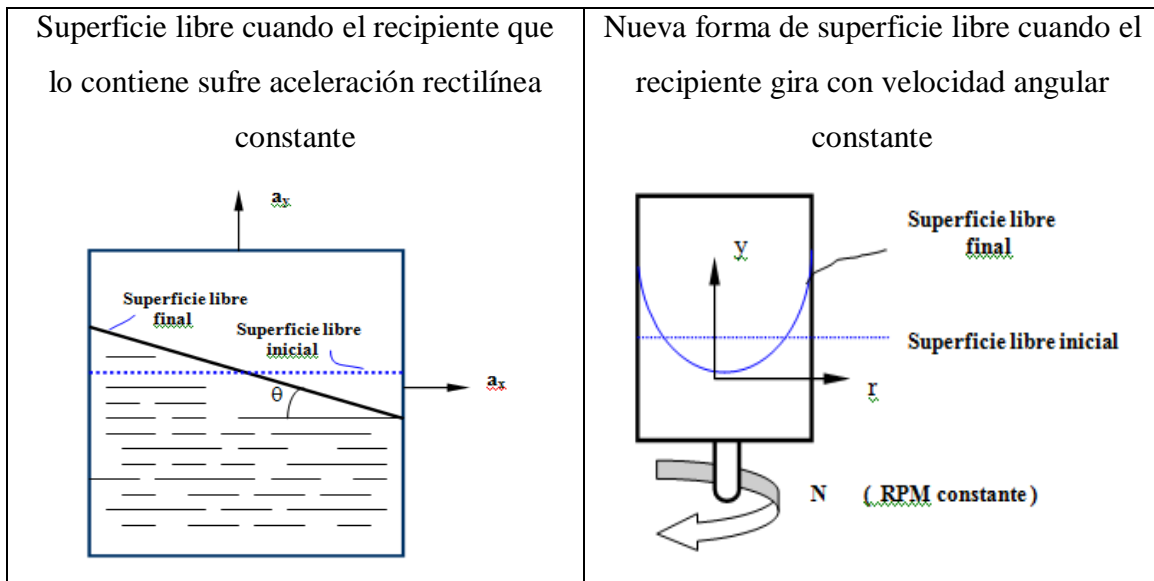 Superficie libre cuando el recipiente que
lo contiene sufre aceleración rectilínea
constante
a_x
Superficie libre
final
Superficie libre
inicial
θ
a_x
Nueva forma de superficie libre cuando el
recipiente gira con velocidad angular
constante
Superficie libre
final
y
Superficie libre inicial
r
N ( RPM constante )